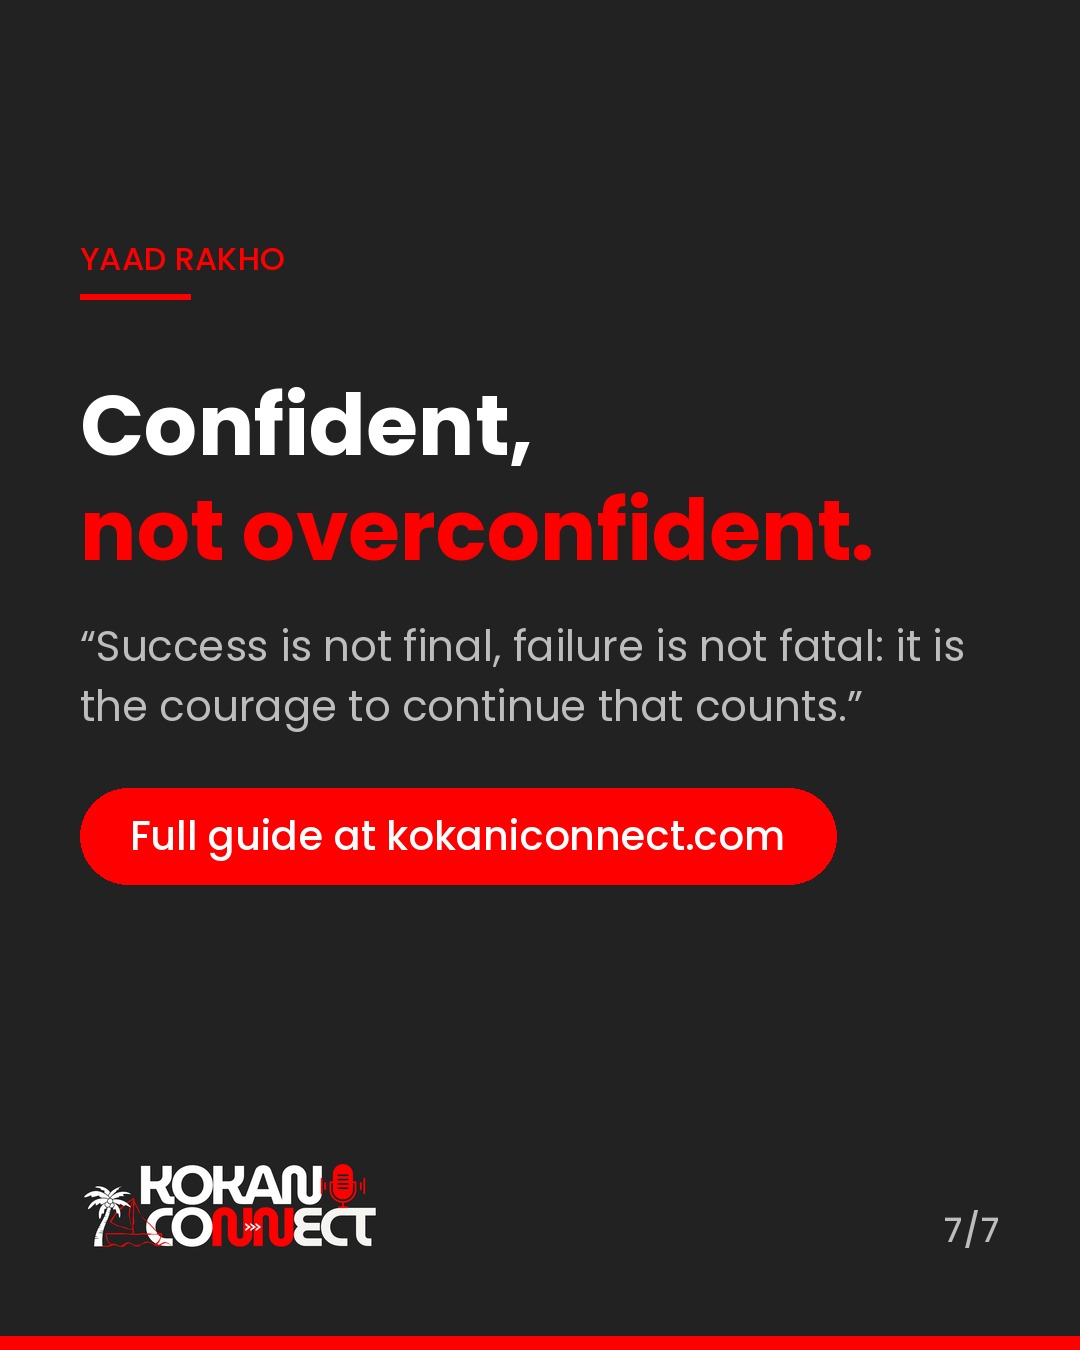 YAAD RAKHO
Confident,
not overconfident.
“Success is not final, failure is not fatal: it is
the courage to continue that counts.”
Full guide at kokaniconnect.com
KOKANI
CONNECT
7/7